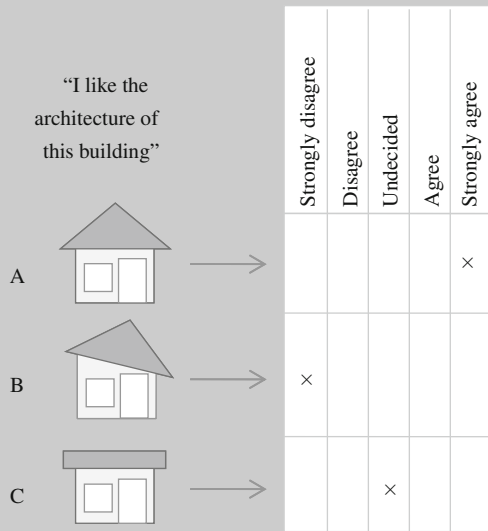 “I like the
architecture of
this building”
Strongly disagree
Disagree
Undecided
Agree
Strongly agree
A
×
B
×
C
×